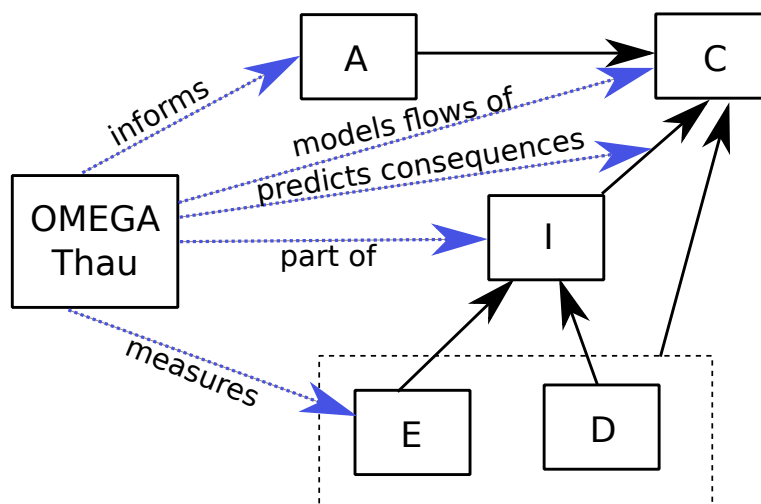 A
C
informs
models flows of
predicts consequences
OMEGA
Thau
I
part of
measures
E
D